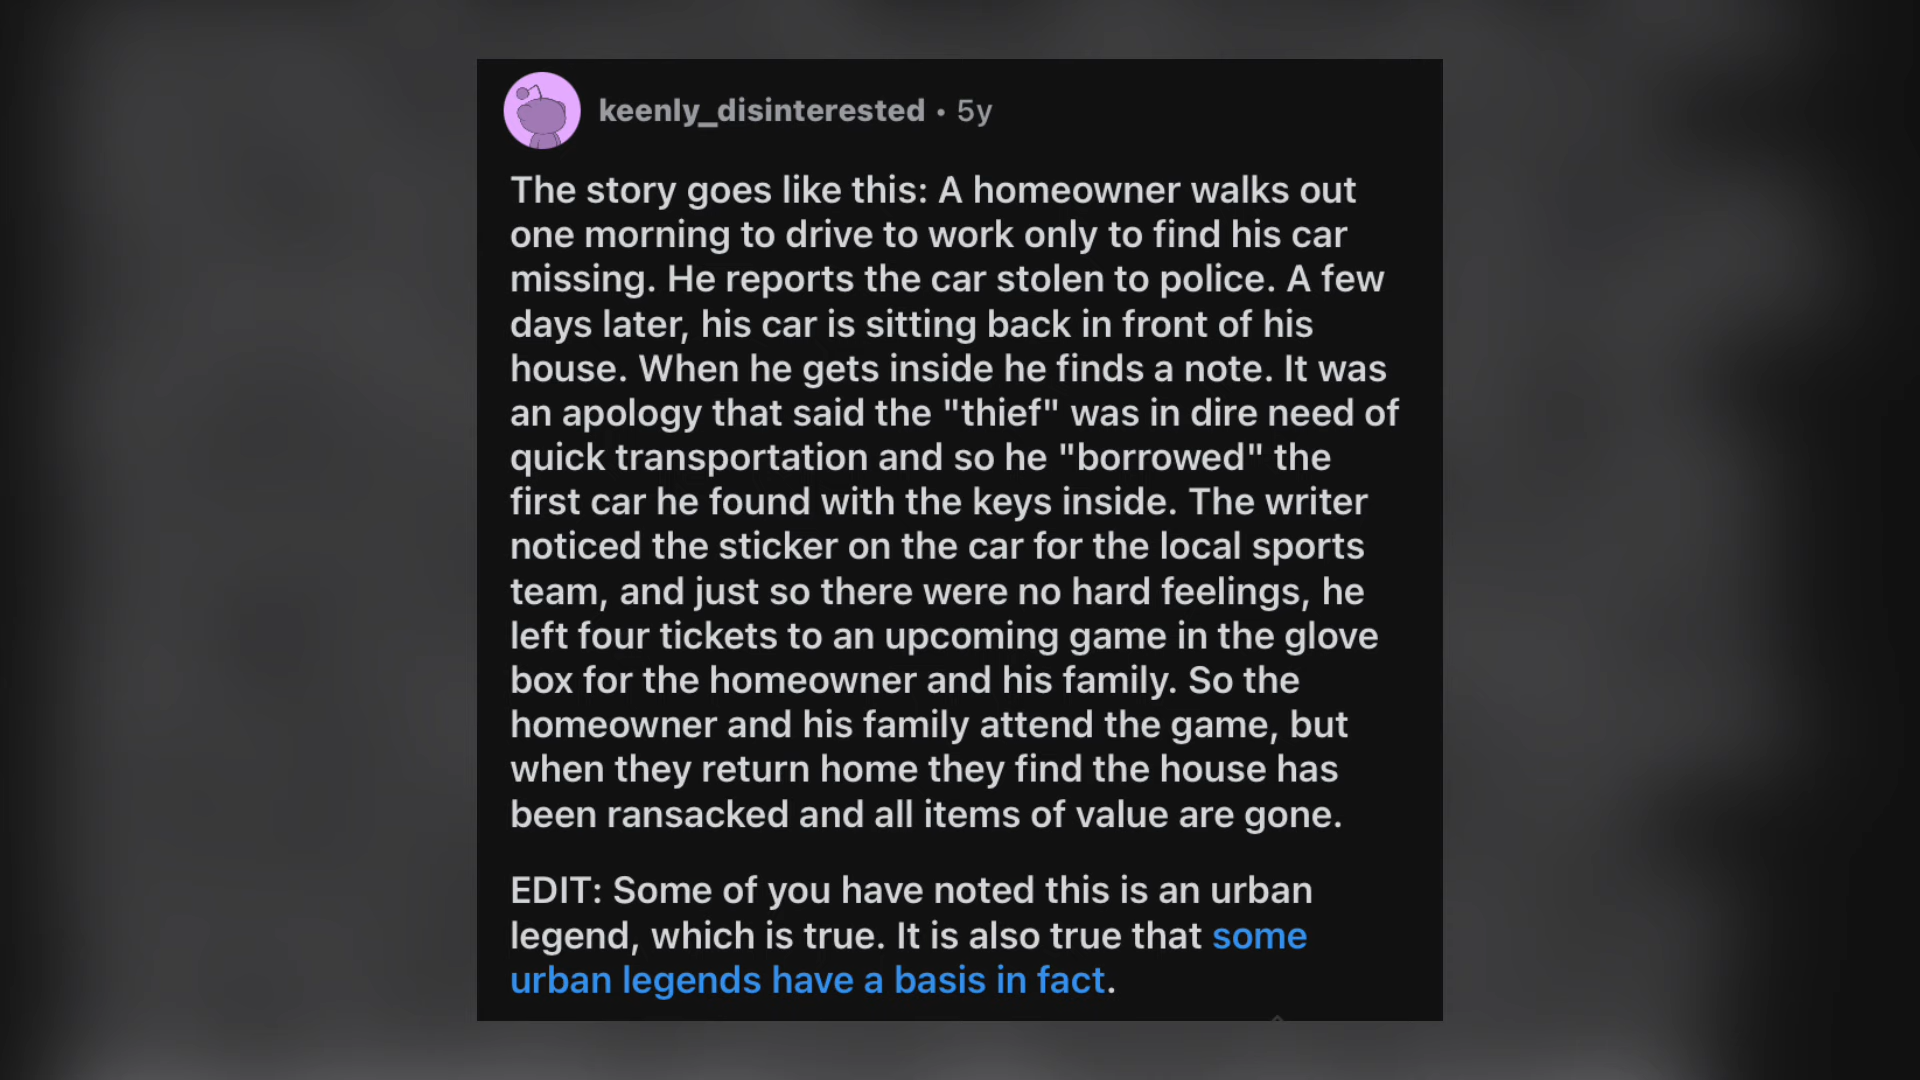 keenly_disinterested • 5y
The story goes like this: A homeowner walks out
one morning to drive to work only to find his car
missing. He reports the car stolen to police. A few
days later, his car is sitting back in front of his
house. When he gets inside he finds a note. It was
an apology that said the "thief" was in dire need of
quick transportation and so he "borrowed" the
first car he found with the keys inside. The writer
noticed the sticker on the car for the local sports
team, and just so there were no hard feelings, he
left four tickets to an upcoming game in the glove
box for the homeowner and his family. So the
homeowner and his family attend the game, but
when they return home they find the house has
been ransacked and all items of value are gone.
EDIT: Some of you have noted this is an urban
legend, which is true. It is also true that some
urban legends have a basis in fact.